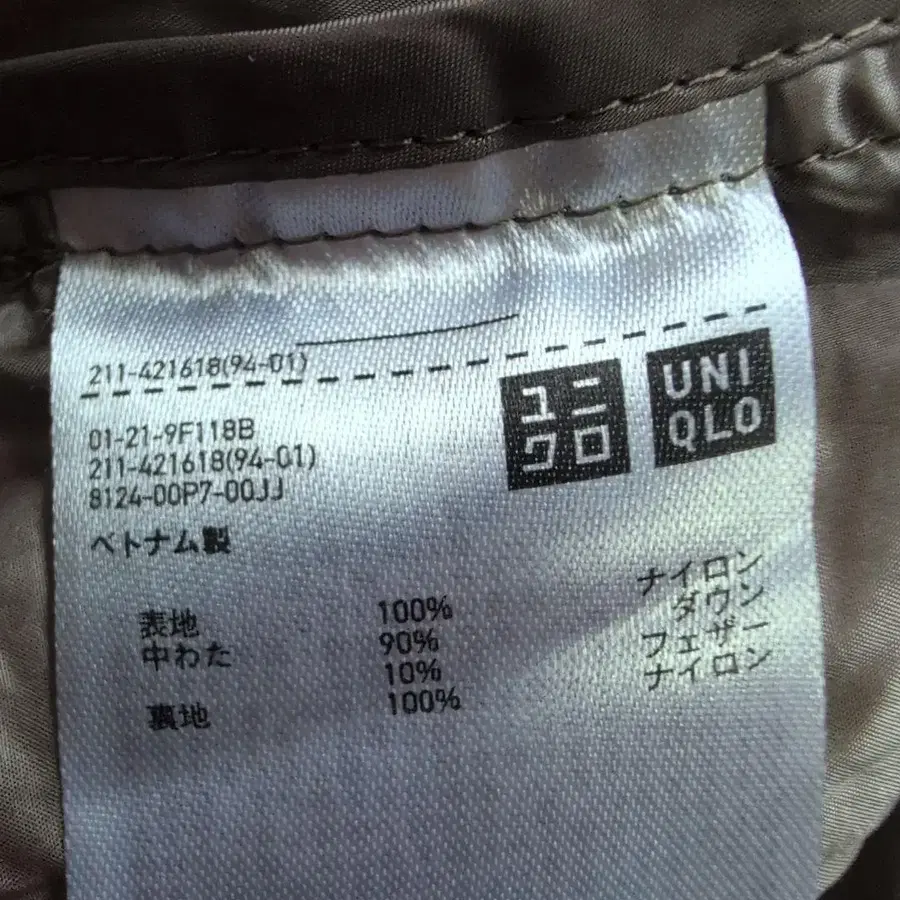 211-421618(94-01)
ユニ
クロ
UNI
QLO
01-21-9F118B
211-421618(94-01)
8124-00P7-00JJ
ベトナム製
表地 100% ナイロン
中わた 90% ダウン
10% フェザー
裏地 100% ナイロン